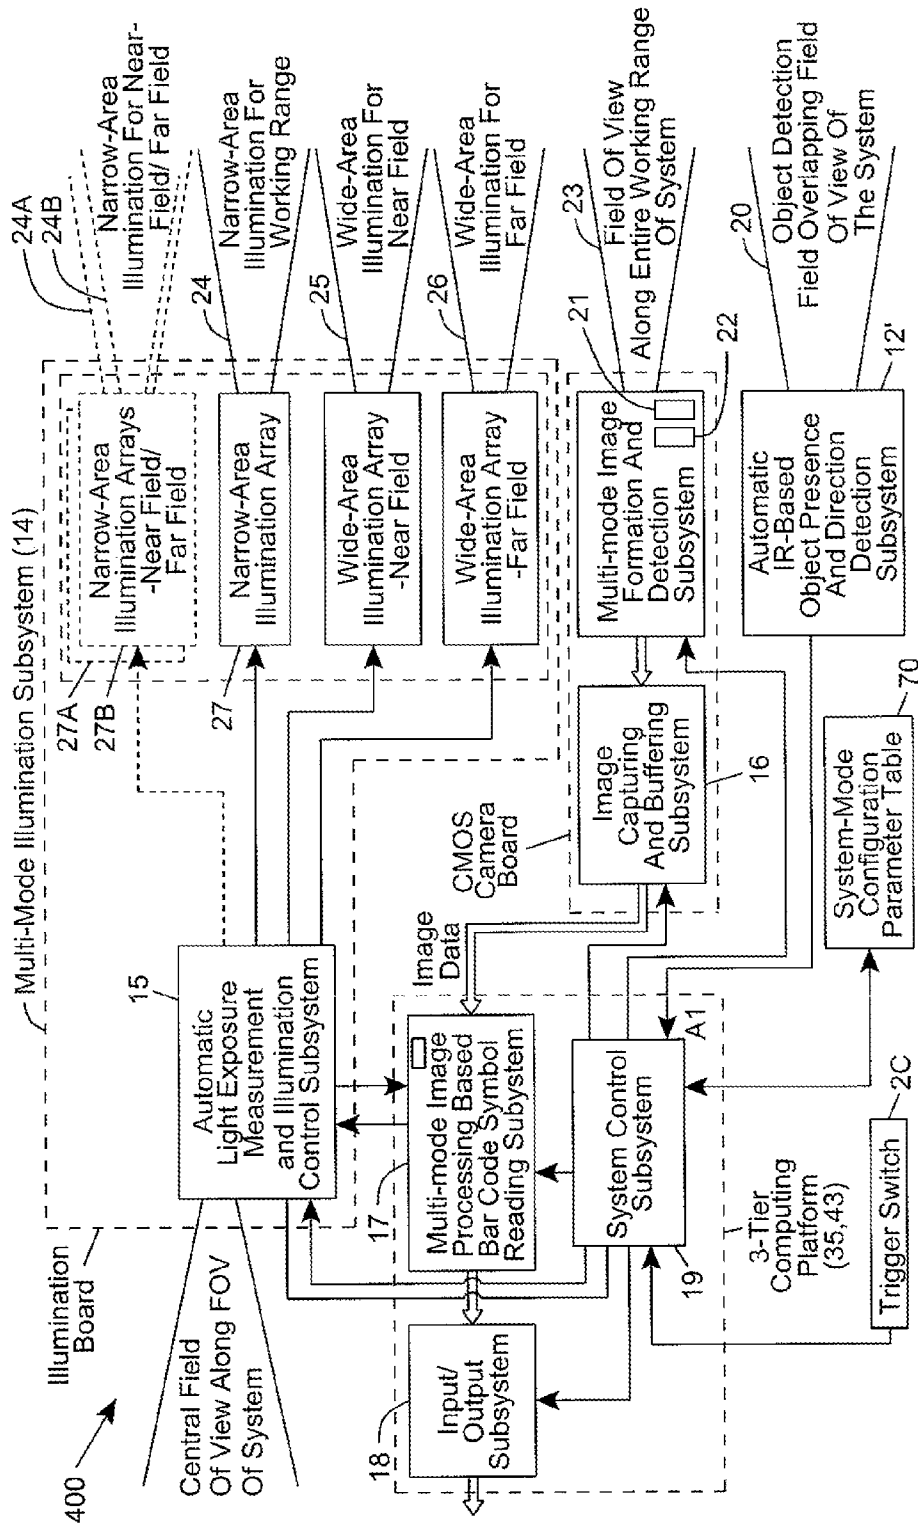 400
Illumination
Board
Multi-Mode Illumination Subsystem (14)
Central Field
Of View Along FOV
Of System
15
Automatic
Light Exposure
Measurement
and Illumination
Control Subsystem
27A
27B
Narrow-Area
Illumination Arrays
-Near Field/
Far Field
24A
24B
Narrow-Area
Illumination For Near-
Field/ Far Field
27
Narrow-Area
Illumination Array
24
Narrow-Area
Illumination For
Working Range
Wide-Area
Illumination Array
-Near Field
25
Wide-Area
Illumination For
Near Field
Wide-Area
Illumination Array
-Far Field
26
Wide-Area
Illumination For
Far Field
18
Input/
Output
Subsystem
17
Multi-mode Image
Processing Based
Bar Code Symbol
Reading Subystem
Image
Data
CMOS
Camera
Board
Image
Capturing
And Buffering
Subsystem
16
Multi-mode Image
Formation And
Detection
Subsystem
21
22
23
Field Of View
Along Entire Working Range
Of System
System Control
Subsystem
19
A1
3-Tier
Computing
Platform
(35,43)
Automatic
IR-Based
Object Presence
And Direction
Detection
Subsystem
12'
20
Object Detection
Field Overlapping Field
Of View Of
The System
Trigger Switch
2C
System-Mode
Configuration
Parameter Table
70